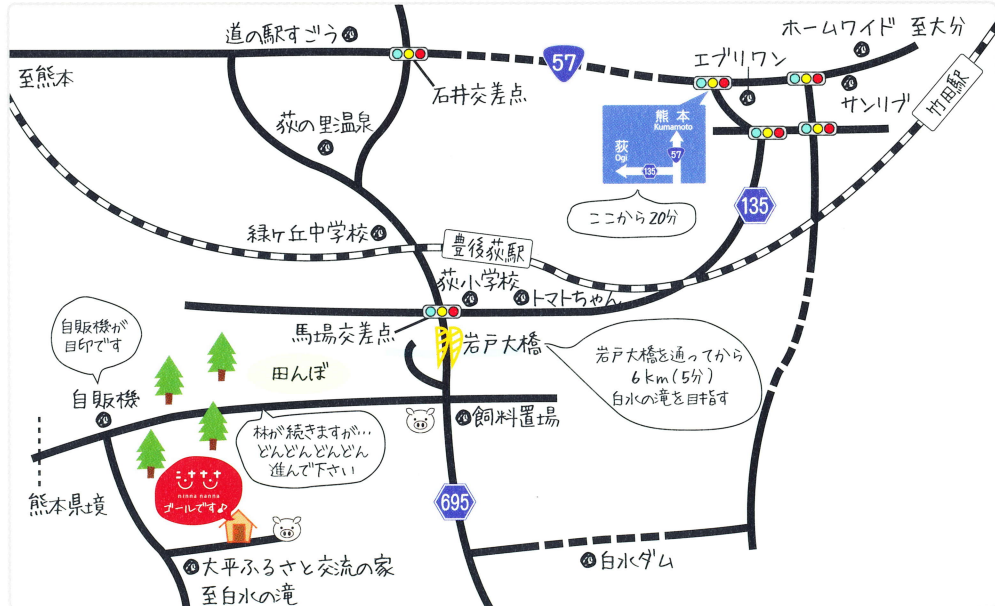 道の駅すごう
ホームワイド
至大分
エブリワン
至熊本
57
石井交差点
サンリブ
竹田駅
熊本
Kumamoto
荻
Ogi
57
135
荻の里温泉
135
ここから20分
緑ヶ丘中学校
豊後荻駅
荻小学校
トマトちゃん
馬場交差点
岩戸大橋
自販機が
目印です
岩戸大橋を通ってから
6km(5分)
白水の滝を目指す
田んぼ
自販機
飼料置場
林が続きますが…
どんどんどんどん
進んで下さい
ニナナナ
ninna nanna
ゴールです♪
695
熊本県境
白水ダム
大平ふるさと交流の家
至白水の滝